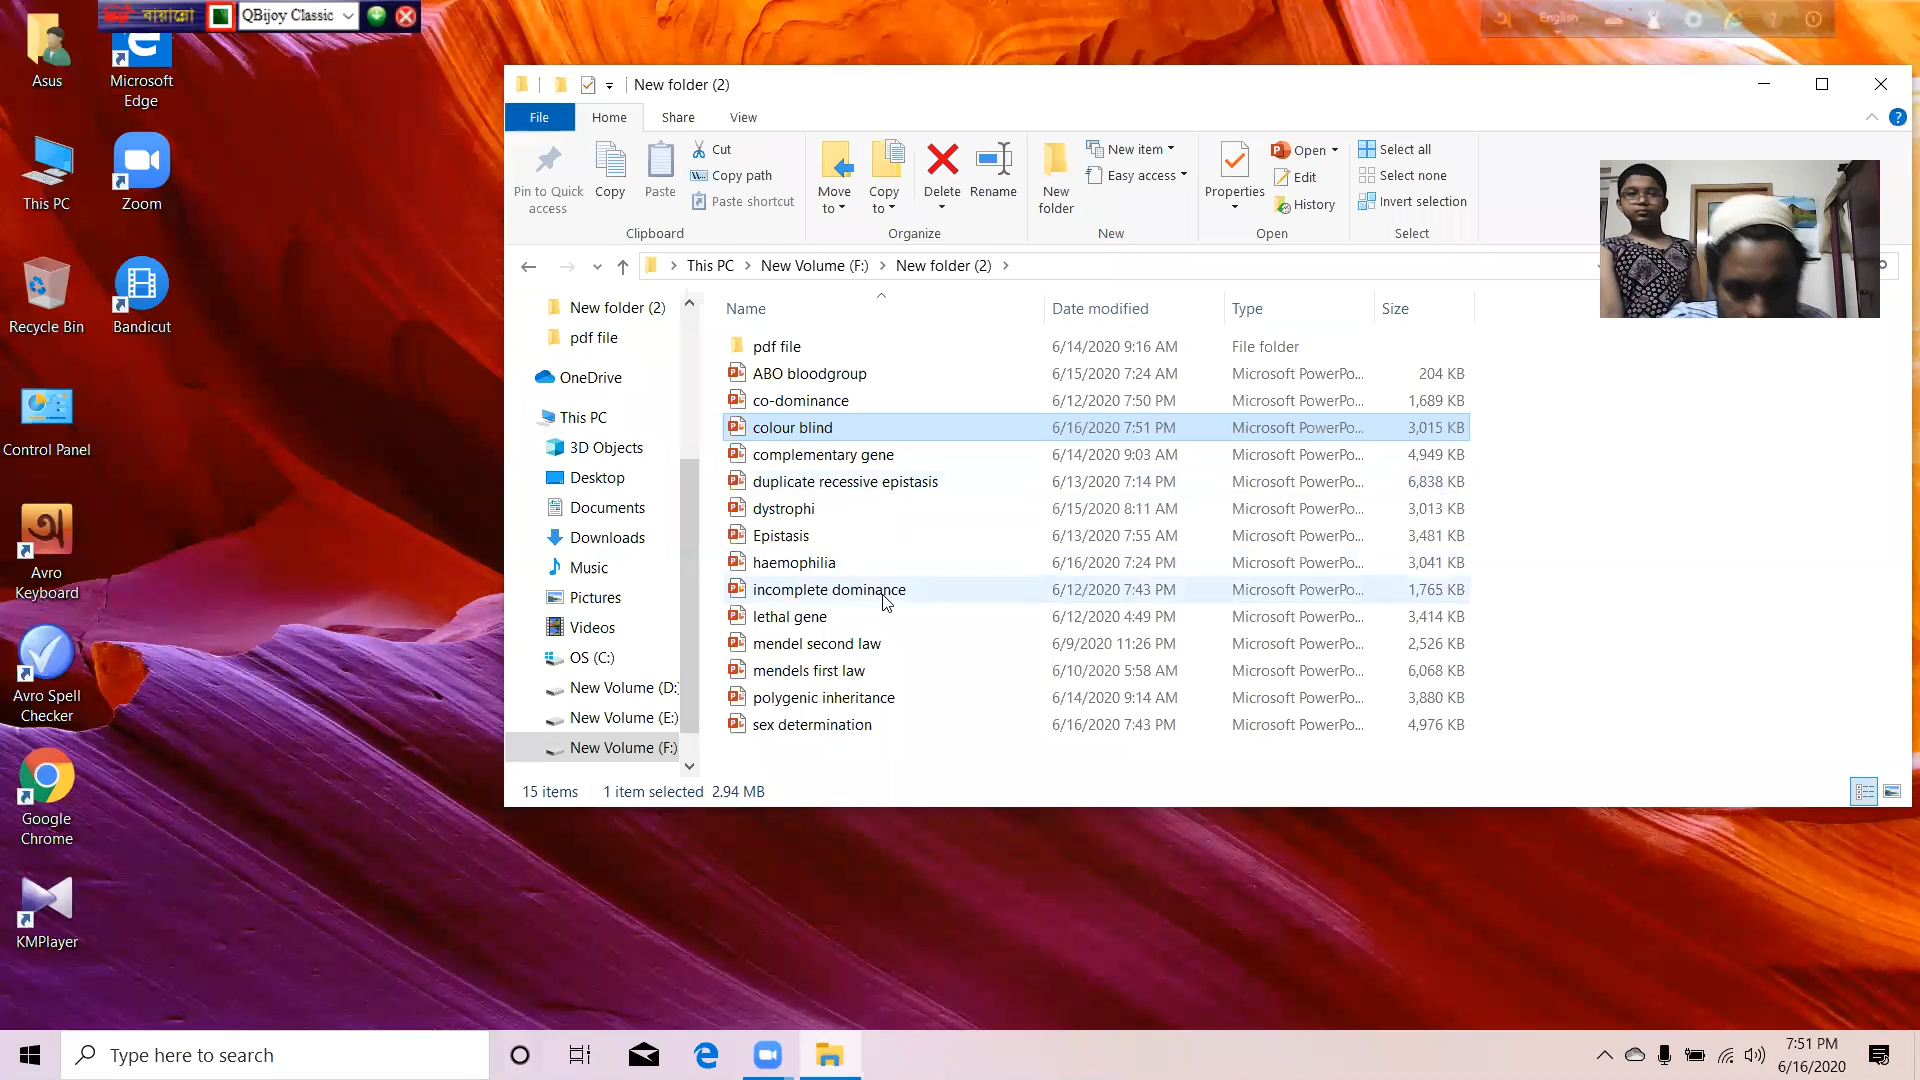 বায়ান্নো QBijoy Classic
English
Asus
Microsoft Edge
This PC
Zoom
Recycle Bin
Bandicut
Control Panel
Avro Keyboard
Avro Spell Checker
Google Chrome
KMPlayer
New folder (2)
File Home Share View
Pin to Quick access
Copy
Paste
Cut
Copy path
Paste shortcut
Clipboard
Move to
Copy to
Delete
Rename
Organize
New folder
New item
Easy access
New
Properties
Open
Edit
History
Open
Select all
Select none
Invert selection
Select
This PC New Volume (F:) New folder (2)
New folder (2)
pdf file
OneDrive
This PC
3D Objects
Desktop
Documents
Downloads
Music
Pictures
Videos
OS (C:)
New Volume (D:)
New Volume (E:)
New Volume (F:)
Name Date modified Type Size
pdf file 6/14/2020 9:16 AM File folder
ABO bloodgroup 6/15/2020 7:24 AM Microsoft PowerPo... 204 KB
co-dominance 6/12/2020 7:50 PM Microsoft PowerPo... 1,689 KB
colour blind 6/16/2020 7:51 PM Microsoft PowerPo... 3,015 KB
complementary gene 6/14/2020 9:03 AM Microsoft PowerPo... 4,949 KB
duplicate recessive epistasis 6/13/2020 7:14 PM Microsoft PowerPo... 6,838 KB
dystrophi 6/15/2020 8:11 AM Microsoft PowerPo... 3,013 KB
Epistasis 6/13/2020 7:55 AM Microsoft PowerPo... 3,481 KB
haemophilia 6/16/2020 7:24 AM Microsoft PowerPo... 3,041 KB
incomplete dominance 6/12/2020 7:43 PM Microsoft PowerPo... 1,765 KB
lethal gene 6/12/2020 4:49 PM Microsoft PowerPo... 3,414 KB
mendel second law 6/9/2020 11:26 PM Microsoft PowerPo... 2,526 KB
mendels first law 6/10/2020 5:58 AM Microsoft PowerPo... 6,068 KB
polygenic inheritance 6/14/2020 9:14 AM Microsoft PowerPo... 3,880 KB
sex determination 6/16/2020 7:43 PM Microsoft PowerPo... 4,976 KB
15 items 1 item selected 2.94 MB
Type here to search
7:51 PM
6/16/2020